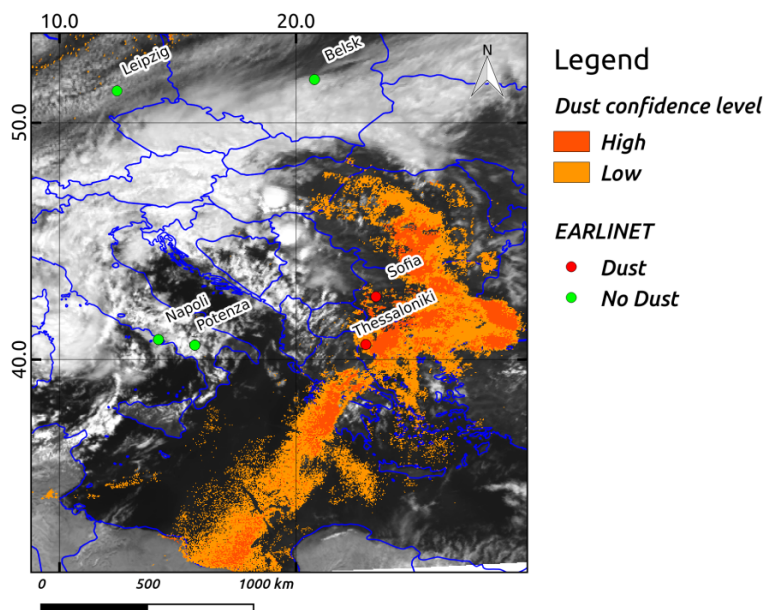 10.0 20.0
Leipzig
Belsk
N
50.0
Sofia
Thessaloniki
Napoli
Potenza
40.0
0 500 1000 km
Legend
Dust confidence level
High
Low
EARLINET
Dust
No Dust